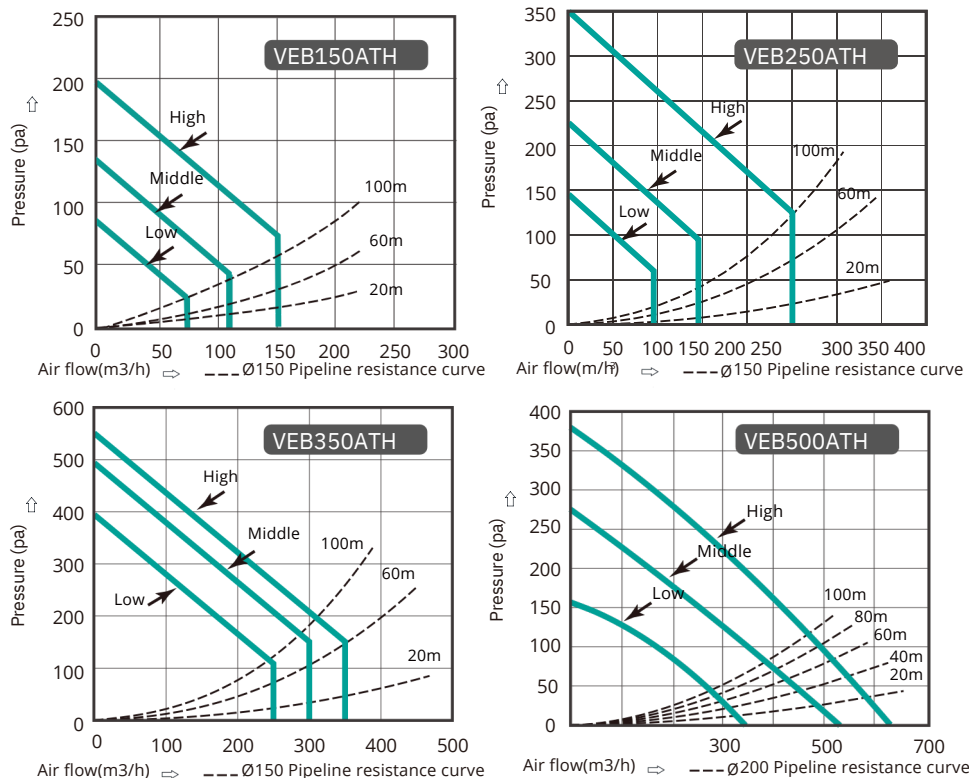 250
200
150
100
50
0
Pressure (pa) ⇧
VEB150ATH
High
Middle
Low
100m
60m
20m
0 50 100 150 200 300
Air flow(m3/h) ⇨ Ø150 Pipeline resistance curve
350
300
250
200
150
100
50
0
Pressure (pa) ⇧
VEB250ATH
High
Middle
Low
100m
60m
20m
0 50 100 150 200 250 300 350 400
Air flow(m/h) 3 ⇨ Ø150 Pipeline resistance curve
600
500
400
300
200
100
0
Pressure (pa) ⇧
VEB350ATH
High
Middle
Low
100m
60m
20m
0 100 200 300 400 500
Air flow(m3/h) ⇨ Ø150 Pipeline resistance curve
400
350
300
250
200
150
100
50
0
Pressure (pa) ⇧
VEB500ATH
High
Middle
Low
100m
80m
60m
40m
20m
300 500 700
Air flow(m3/h) ⇨ Ø200 Pipeline resistance curve